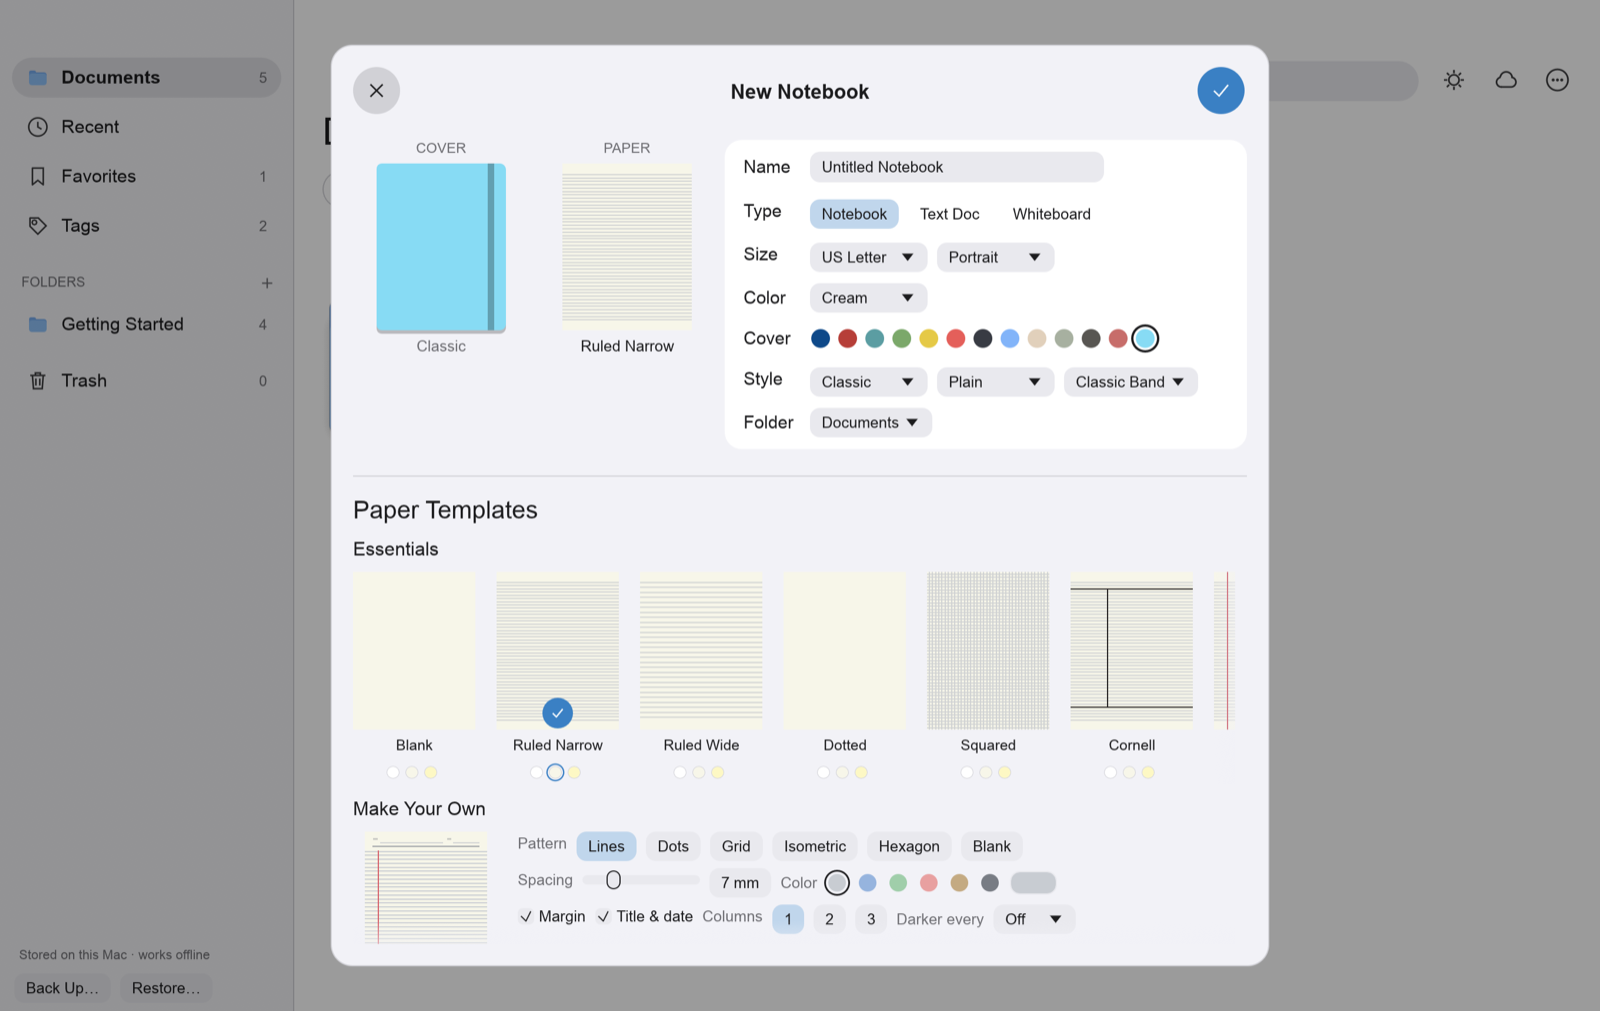 Documents 5
Recent
Favorites 1
Tags 2
FOLDERS +
Getting Started 4
Trash 0
Stored on this Mac · works offline
Back Up…
Restore…
New Notebook
COVER
Classic
PAPER
Ruled Narrow
Name Untitled Notebook
Type Notebook Text Doc Whiteboard
Size US Letter Portrait
Color Cream
Cover
Style Classic Plain Classic Band
Folder Documents
Paper Templates
Essentials
Blank
Ruled Narrow
Ruled Wide
Dotted
Squared
Cornell
Make Your Own
Pattern Lines Dots Grid Isometric Hexagon Blank
Spacing 7 mm Color
Margin Title & date Columns 1 2 3 Darker every Off